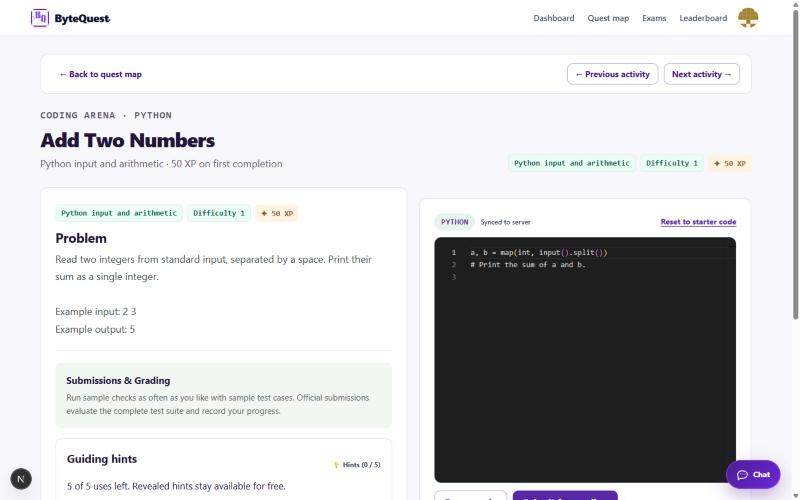 ByteQuest
Dashboard
Quest map
Exams
Leaderboard
← Back to quest map
← Previous activity
Next activity →
CODING ARENA · PYTHON
Add Two Numbers
Python input and arithmetic · 50 XP on first completion
Python input and arithmetic
Difficulty 1
✦ 50 XP
Python input and arithmetic
Difficulty 1
✦ 50 XP
Problem
Read two integers from standard input, separated by a space. Print their
sum as a single integer.
Example input: 2 3
Example output: 5
Submissions & Grading
Run sample checks as often as you like with sample test cases. Official submissions
evaluate the complete test suite and record your progress.
Guiding hints
Hints (0 / 5)
5 of 5 uses left. Revealed hints stay available for free.
PYTHON
Synced to server
Reset to starter code
1 a, b = map(int, input().split())
2 # Print the sum of a and b.
3
N
Chat